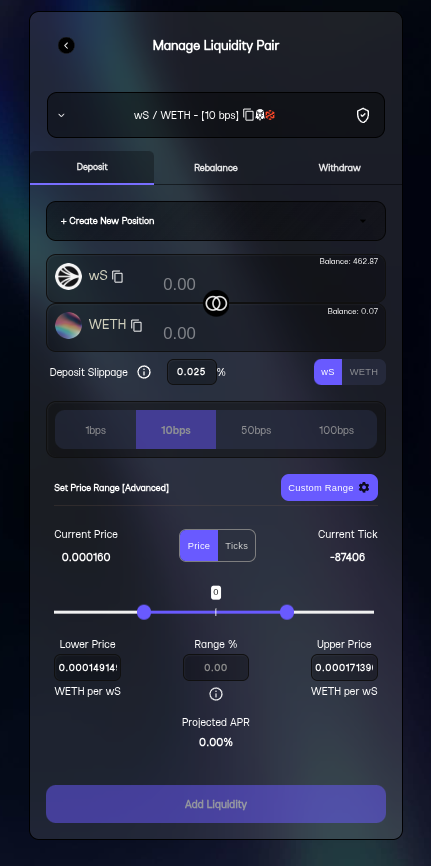 Manage Liquidity Pair
wS / WETH - [10 bps]
Deposit Rebalance Withdraw
+ Create New Position
Balance: 462.87
wS 0.00
Balance: 0.07
WETH 0.00
Deposit Slippage 0.025 % wS WETH
1bps 10bps 50bps 100bps
Set Price Range [Advanced] Custom Range
Current Price Price Ticks Current Tick
0.000160 -87406
0
Lower Price Range % Upper Price
0.0001491 0.00 0.0001713
WETH per wS WETH per wS
Projected APR
0.00%
Add Liquidity